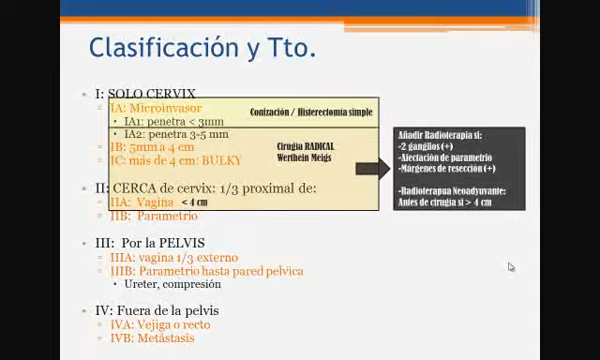 Clasificación y Tto.
I: SOLO CERVIX
IA: Microinvasor
IA1: penetra < 3mm
IA2: penetra 3-5 mm
IB: 5mm a 4 cm
IC: más de 4 cm: BULKY
II: CERCA de cervix: 1/3 proximal de:
IIA: Vagina < 4 cm
IIB: Parametrio
III: Por la PELVIS
IIIA: vagina 1/3 externo
IIIB: Parametrio hasta pared pelvica
Ureter, compresión
IV: Fuera de la pelvis
IVA: Vejiga o recto
IVB: Metástasis
Conización / Histerectomía simple
Cirugía RADICAL
Werthein Meigs
Añadir Radioterapia si:
-2 ganglios (+)
-Afectación de parametrio
-Márgenes de resección (+)
-Radioterapua Neoadyuvante:
Antes de cirugía si > 4 cm